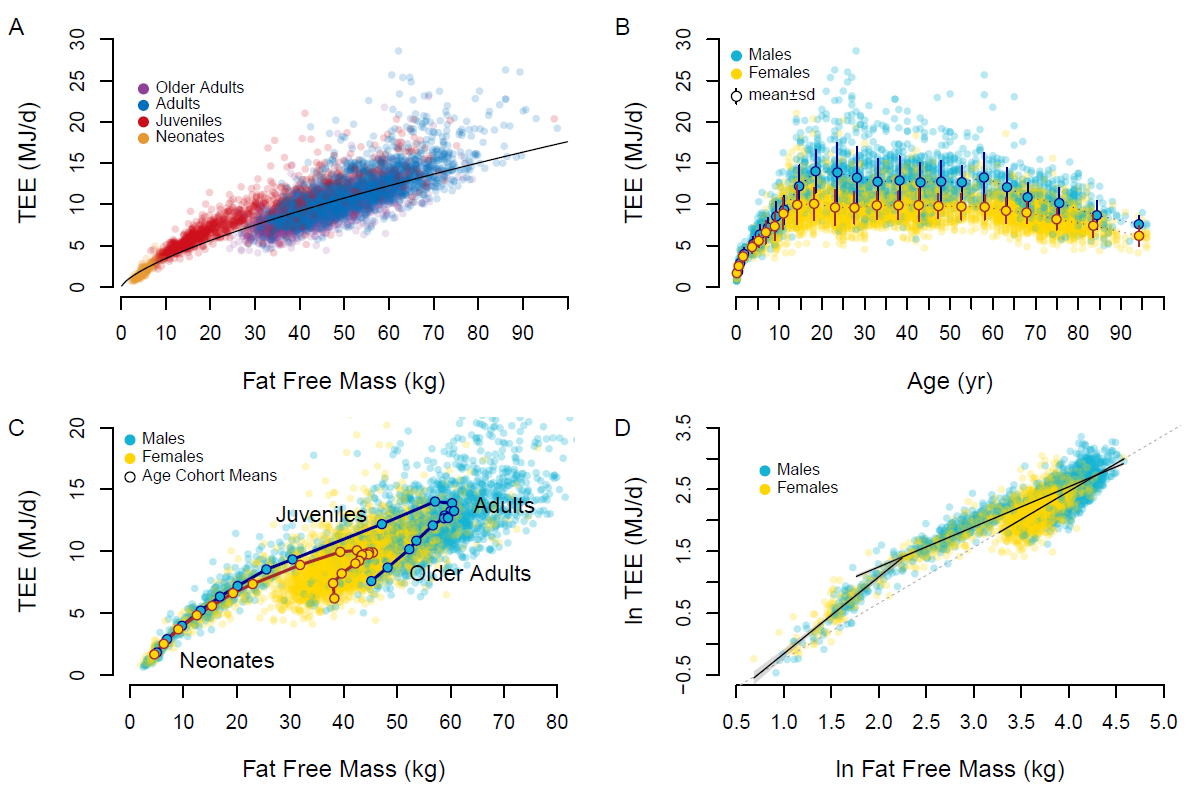 A
TEE (MJ/d)
0 5 10 15 20 25 30
Older Adults
Adults
Juveniles
Neonates
0 10 20 30 40 50 60 70 80 90
Fat Free Mass (kg)
B
TEE (MJ/d)
0 5 10 15 20 25 30
Males
Females
mean±sd
0 10 20 30 40 50 60 70 80 90
Age (yr)
C
TEE (MJ/d)
0 5 10 15 20
Males
Females
Age Cohort Means
Juveniles
Adults
Older Adults
Neonates
0 10 20 30 40 50 60 70 80
Fat Free Mass (kg)
D
ln TEE (MJ/d)
−0.5 0.5 1.5 2.5 3.5
Males
Females
0.5 1.0 1.5 2.0 2.5 3.0 3.5 4.0 4.5 5.0
ln Fat Free Mass (kg)